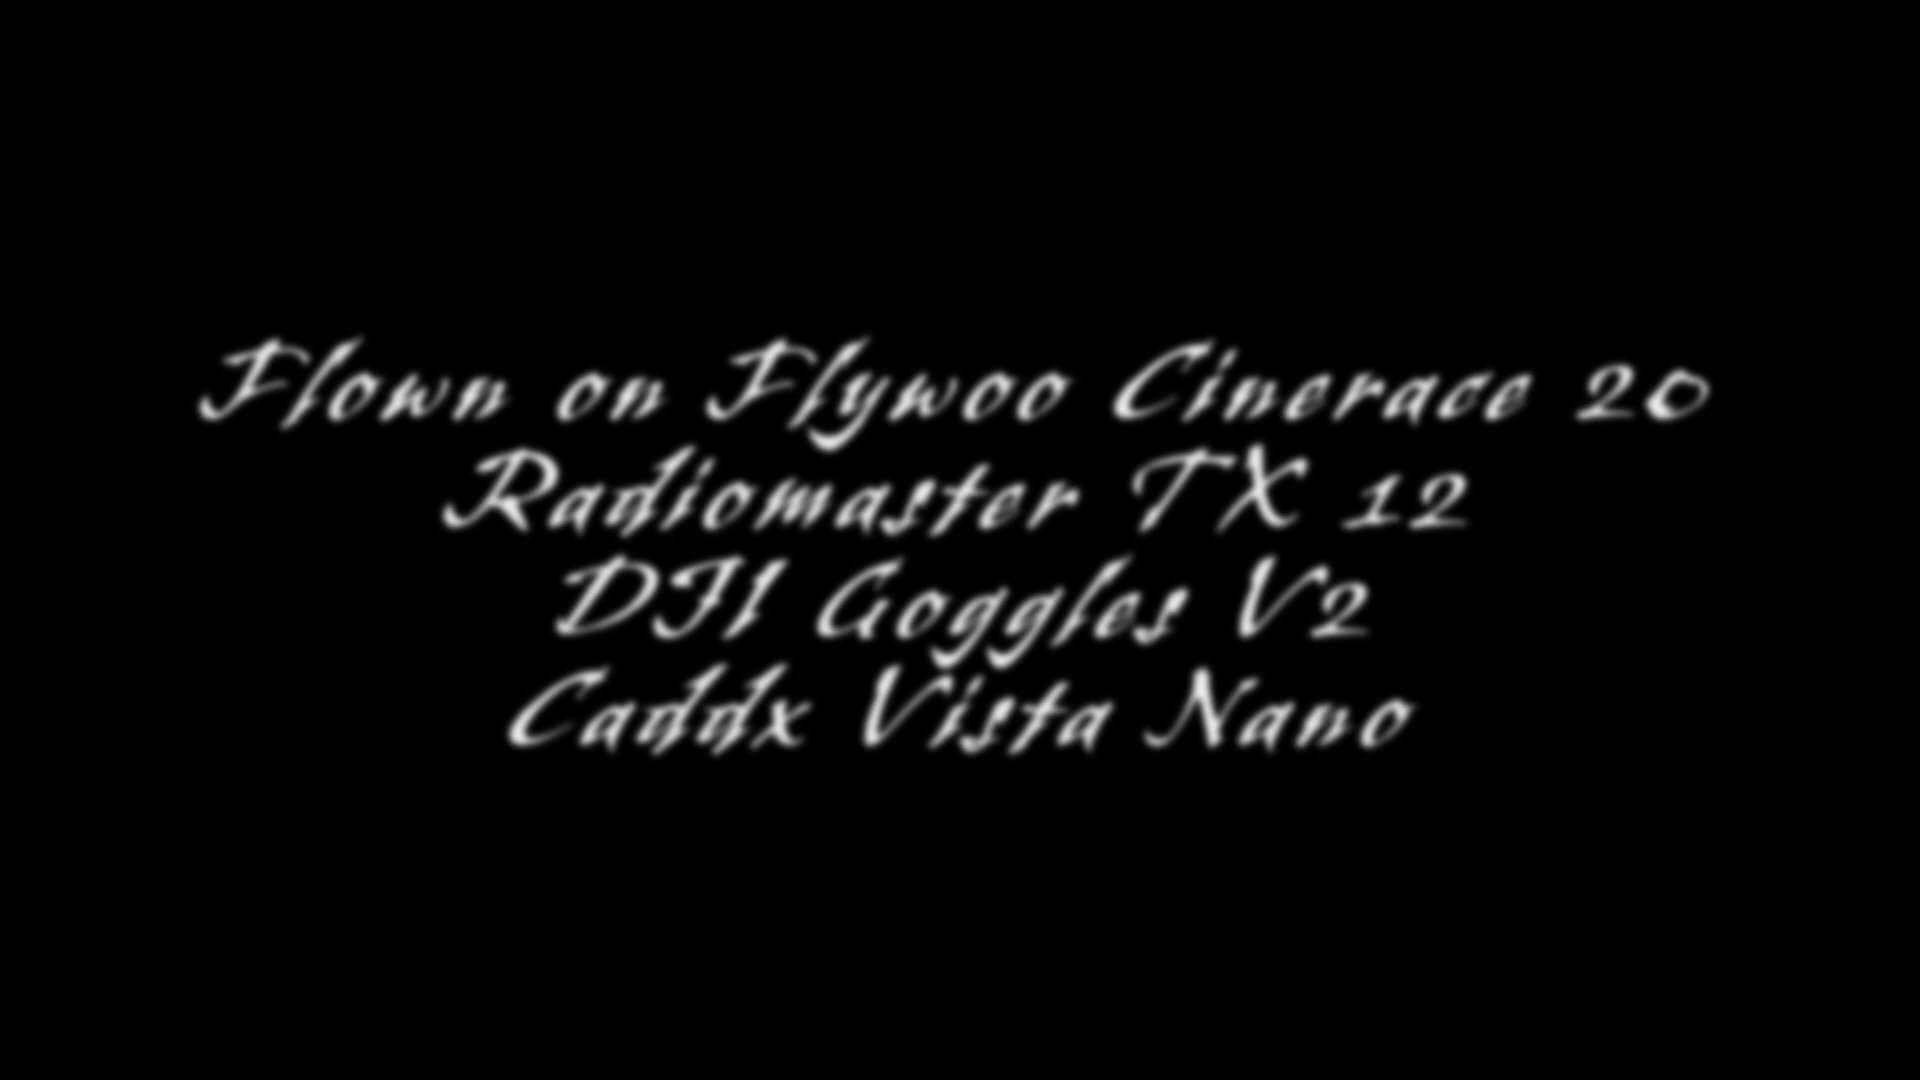 Flown on Flywoo Cinerace 20
Radiomaster TX 12
DJI Goggles V2
Caddx Vista Nano